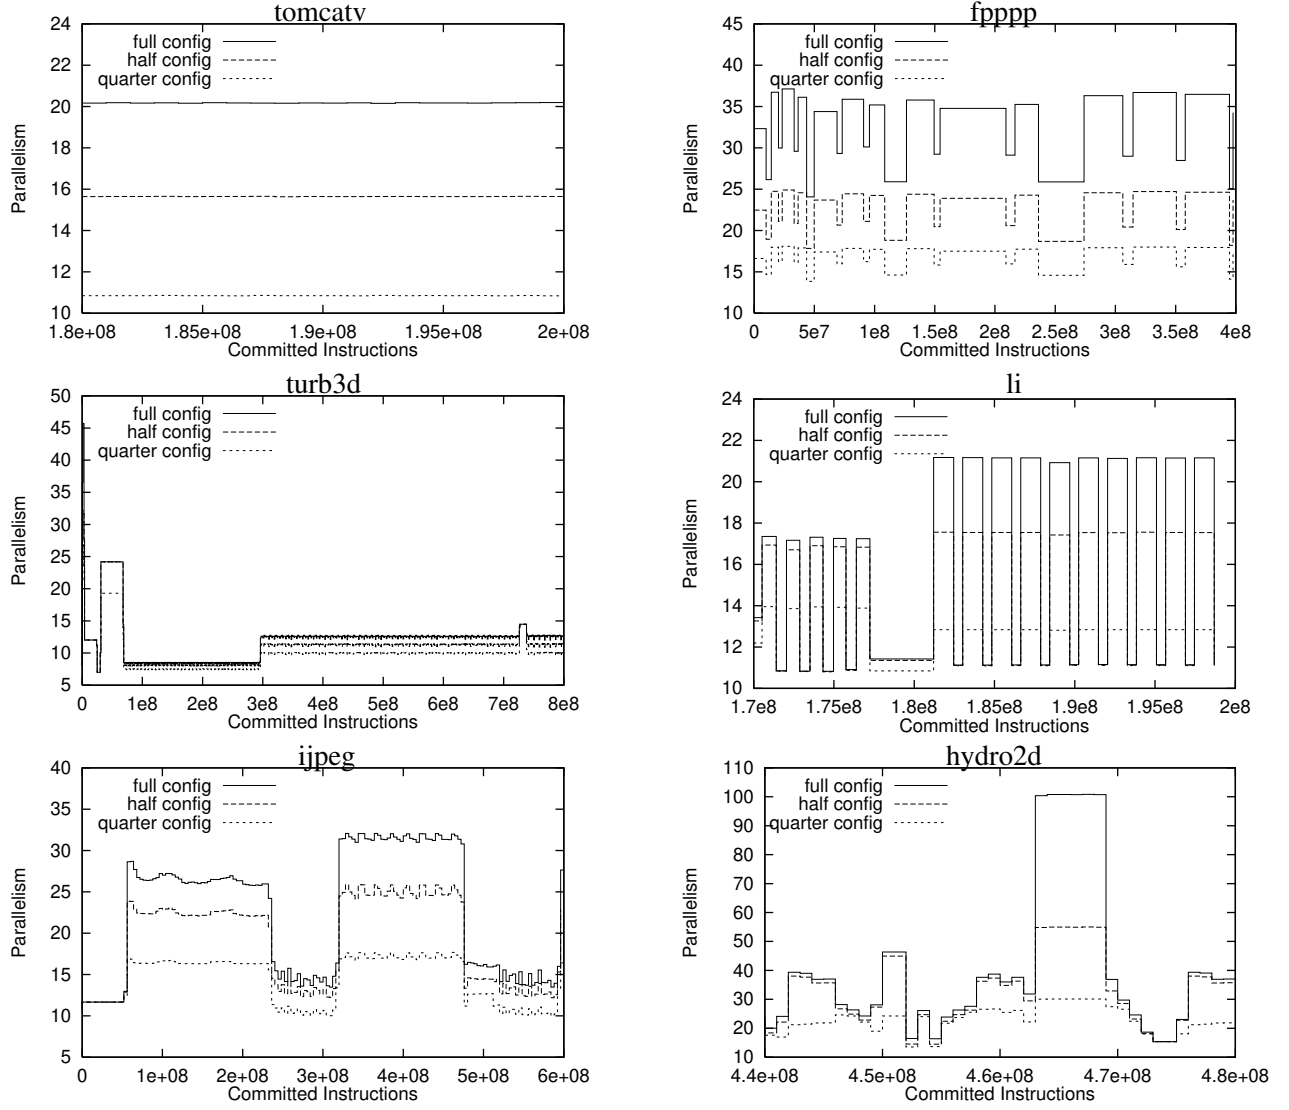 tomcatv
24
22
20
18
16
14
12
10
Parallelism
full config
half config
quarter config
1.8e+08 1.85e+08 1.9e+08 1.95e+08 2e+08
Committed Instructions
fpppp
45
40
35
30
25
20
15
10
Parallelism
full config
half config
quarter config
0 5e7 1e8 1.5e8 2e8 2.5e8 3e8 3.5e8 4e8
Committed Instructions
turb3d
50
45
40
35
30
25
20
15
10
5
Parallelism
full config
half config
quarter config
0 1e8 2e8 3e8 4e8 5e8 6e8 7e8 8e8
Committed Instructions
li
24
22
20
18
16
14
12
10
Parallelism
full config
half config
quarter config
1.7e8 1.75e8 1.8e8 1.85e8 1.9e8 1.95e8 2e8
Committed Instructions
ijpeg
40
35
30
25
20
15
10
5
Parallelism
full config
half config
quarter config
0 1e+08 2e+08 3e+08 4e+08 5e+08 6e+08
Committed Instructions
hydro2d
110
100
90
80
70
60
50
40
30
20
10
Parallelism
full config
half config
quarter config
4.4e+08 4.5e+08 4.6e+08 4.7e+08 4.8e+08
Committed Instructions